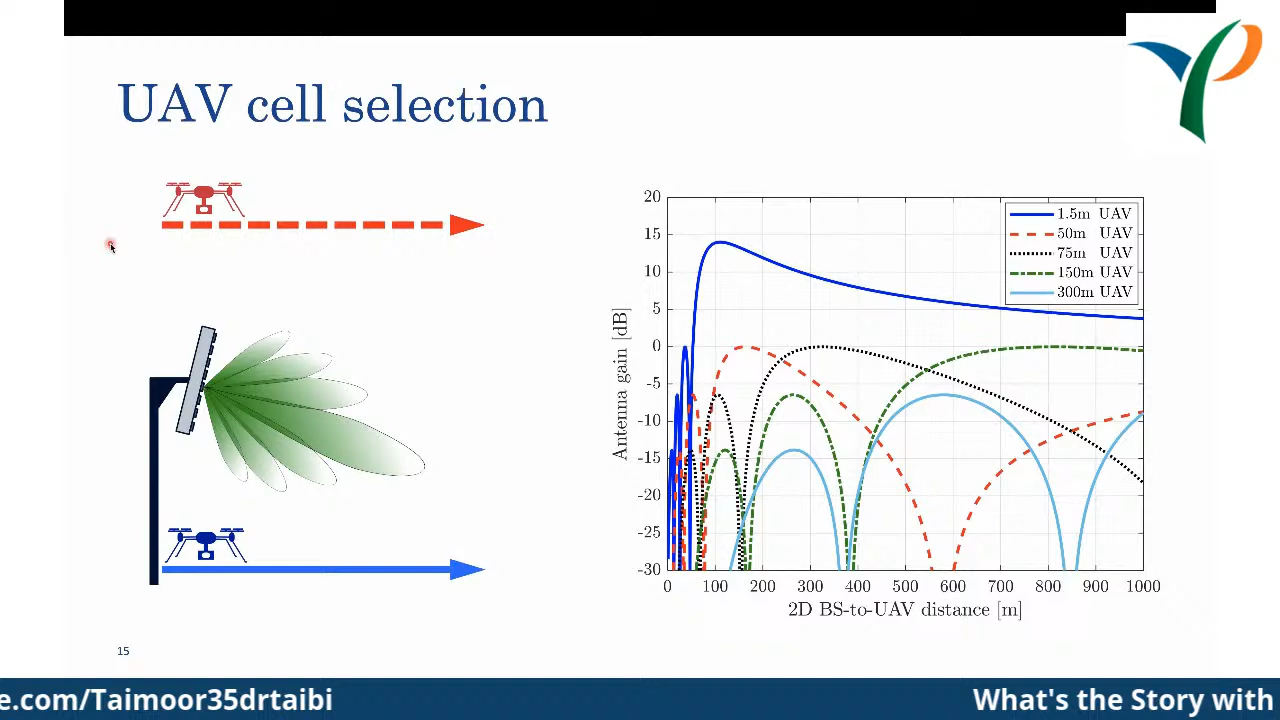 UAV cell selection
20
15
10
5
0
-5
-10
-15
-20
-25
-30
Antenna gain [dB]
1.5m UAV
50m UAV
75m UAV
150m UAV
300m UAV
0 100 200 300 400 500 600 700 800 900 1000
2D BS-to-UAV distance [m]
15
e.com/Taimoor35drtaibi
What's the Story with